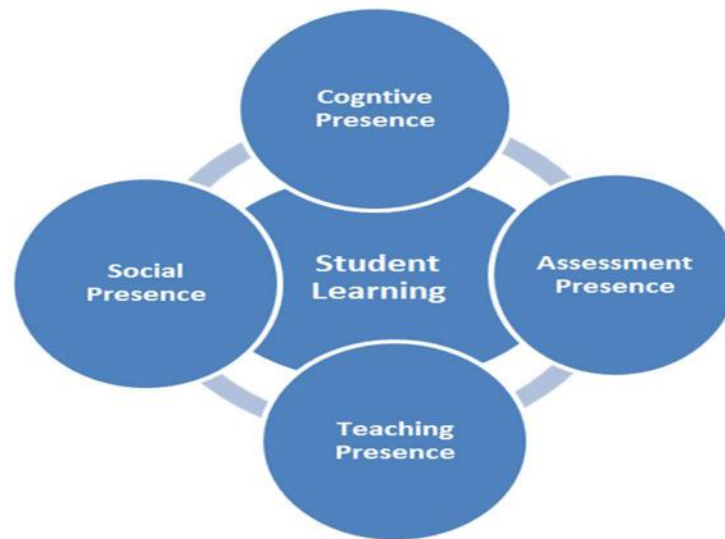 Cogntive
Presence
Social
Presence
Student
Learning
Assessment
Presence
Teaching
Presence